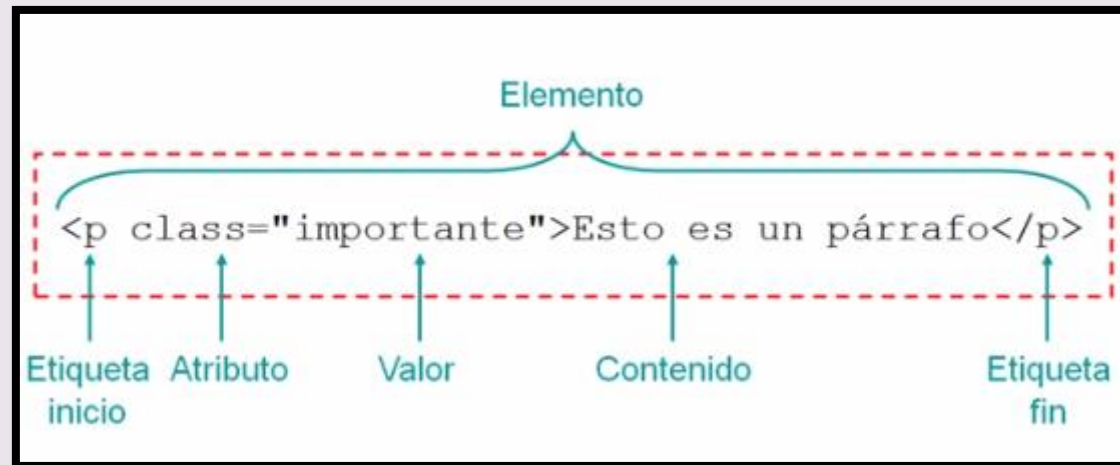 Elemento
<p class="importante">Esto es un párrafo</p>
Etiqueta inicio
Atributo
Valor
Contenido
Etiqueta fin